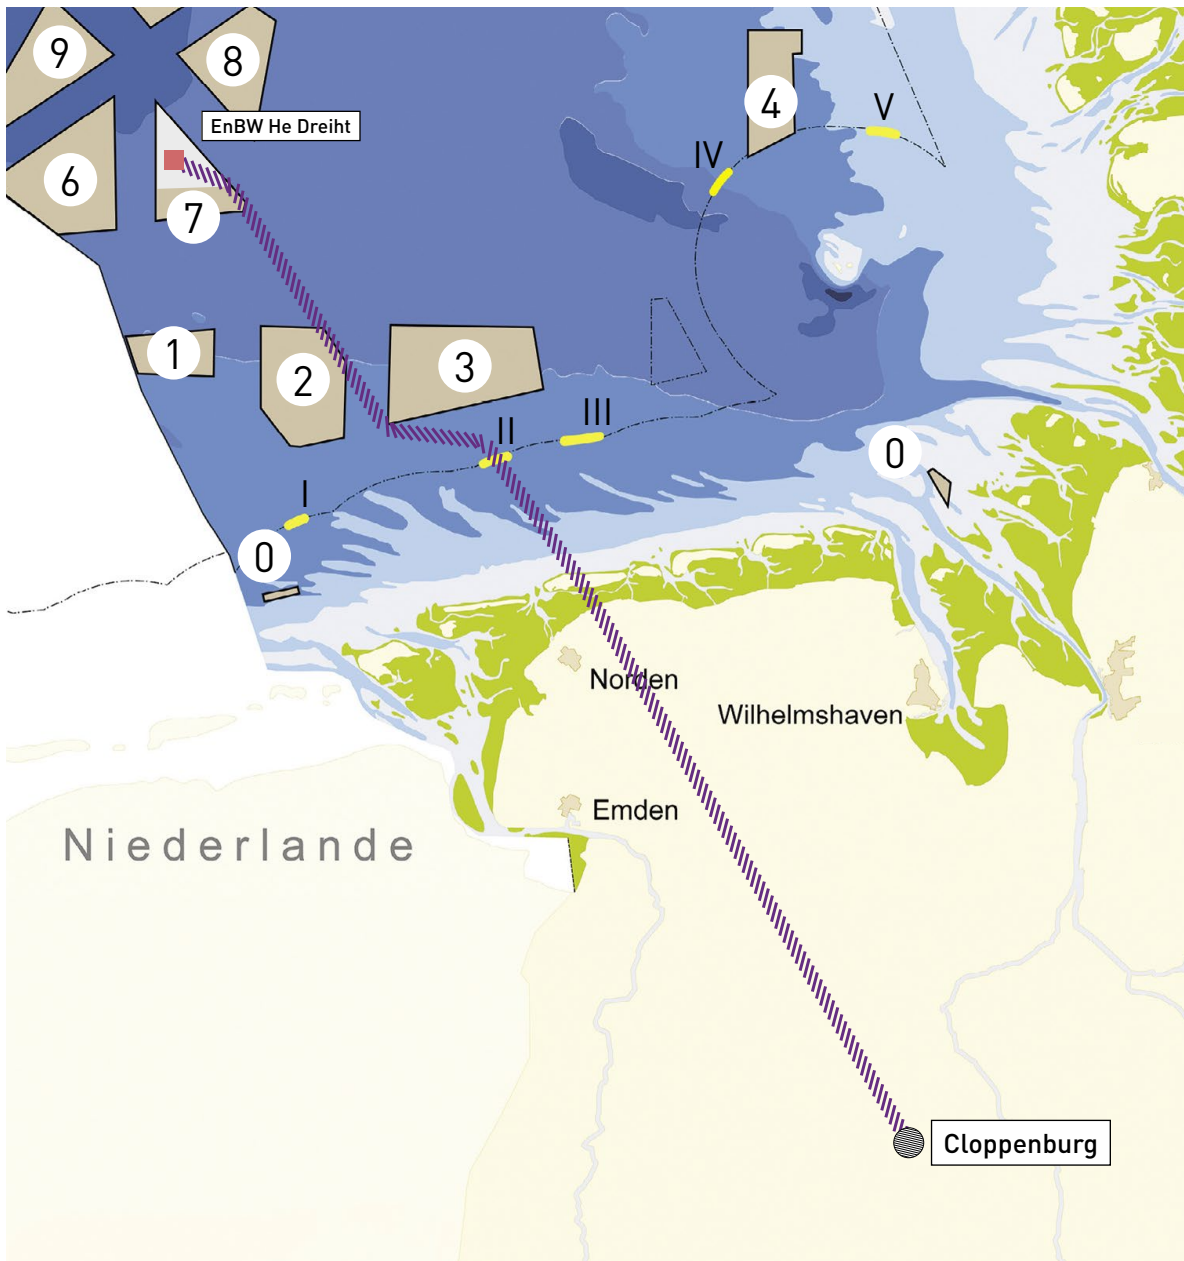 9
8
4
V
EnBW He Dreiht
IV
6
7
1
2
3
III
II
0
I
0
Norden
Wilhelmshaven
Emden
Niederlande
Cloppenburg